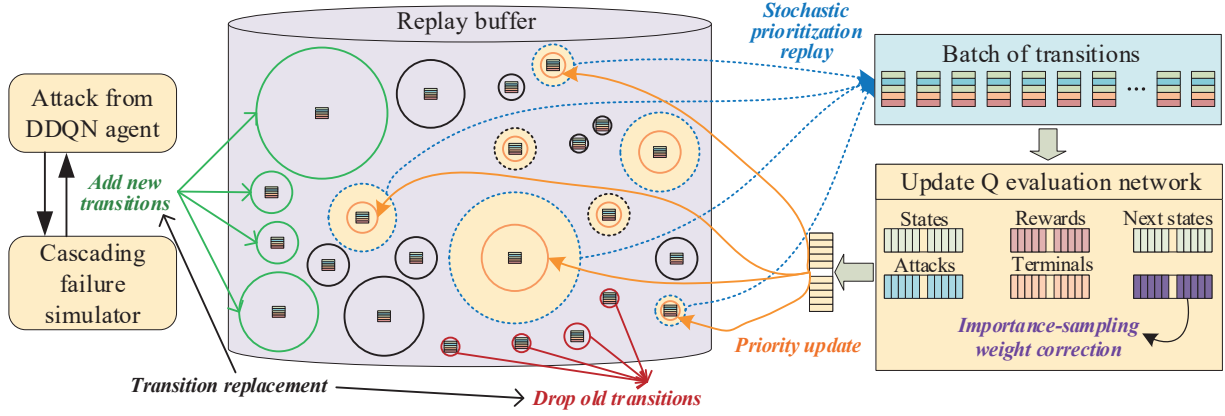 Attack from
DDQN agent
Add new
transitions
Cascading
failure
simulator
Transition replacement
Replay buffer
Drop old transitions
Stochastic
prioritization
replay
Priority update
Batch of transitions
...
Update Q evaluation network
States
Rewards
Next states
Attacks
Terminals
Importance-sampling
weight correction